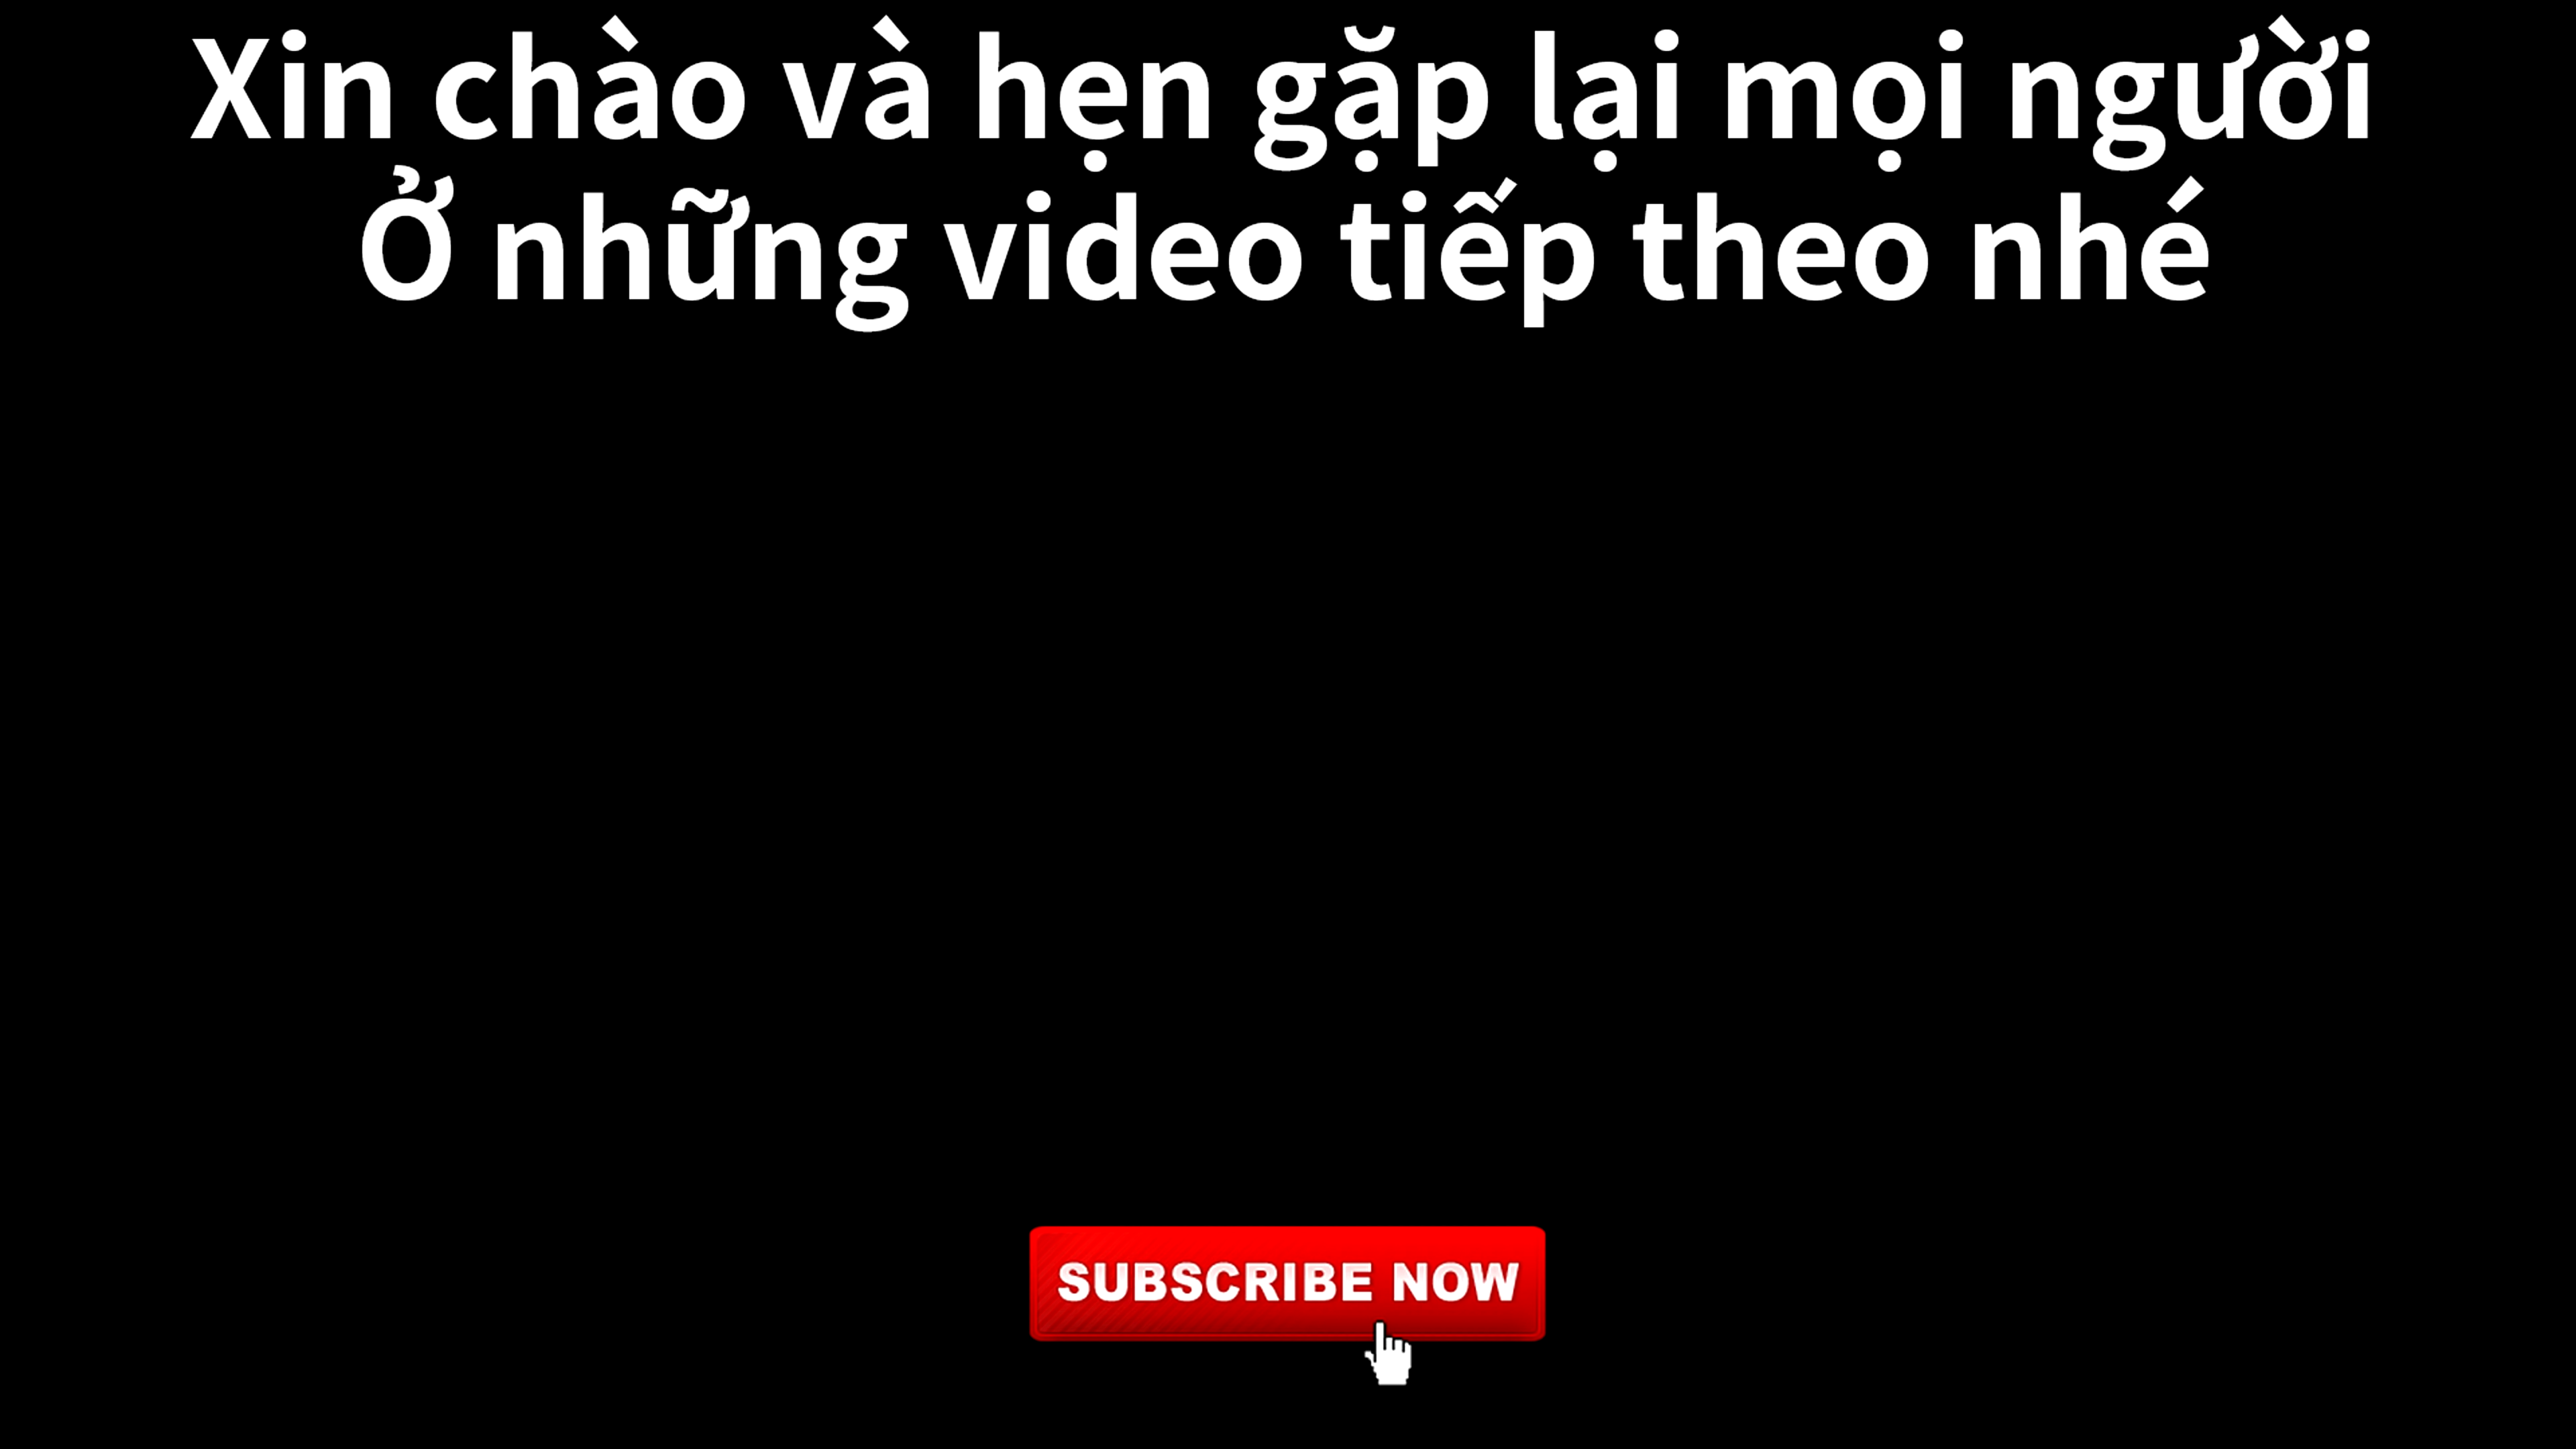 Xin chào và hẹn gặp lại mọi người
Ở những video tiếp theo nhé
SUBSCRIBE NOW